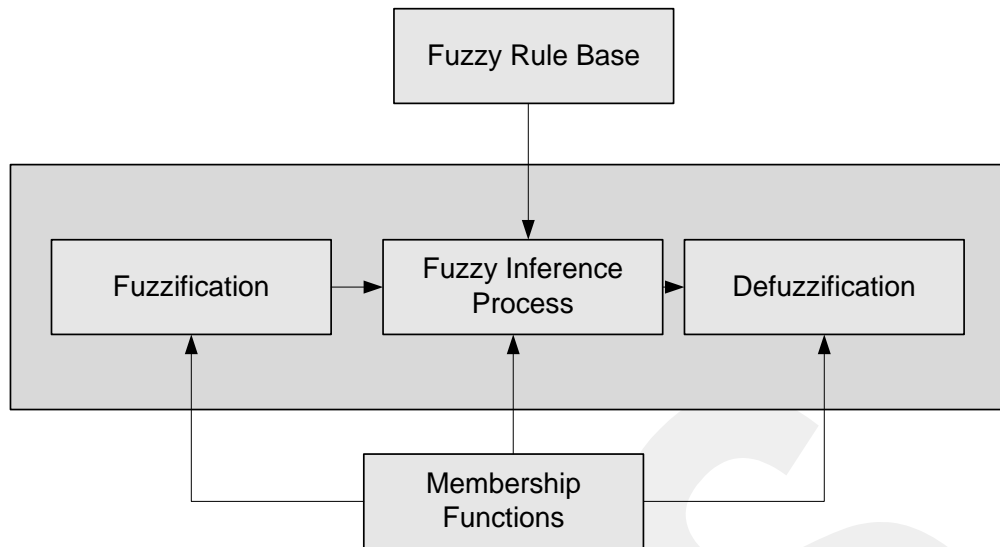 Fuzzy Rule Base
Fuzzification
Fuzzy Inference
Process
Defuzzification
Membership
Functions